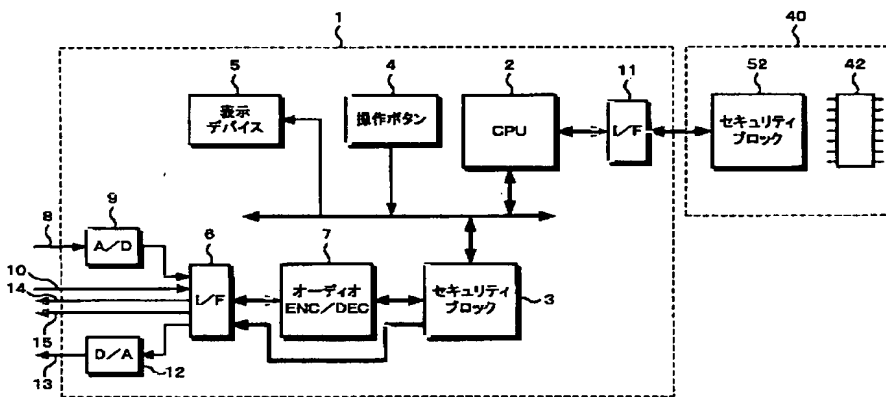 1
40
5
4
2
11
52
42
表示
デバイス
操作ボタン
CPU
I/F
セキュリティ
ブロック
9
8
A/D
6
7
10
14
I/F
オーディオ
ENC/DEC
セキュリティ
ブロック
3
15
D/A
13
12